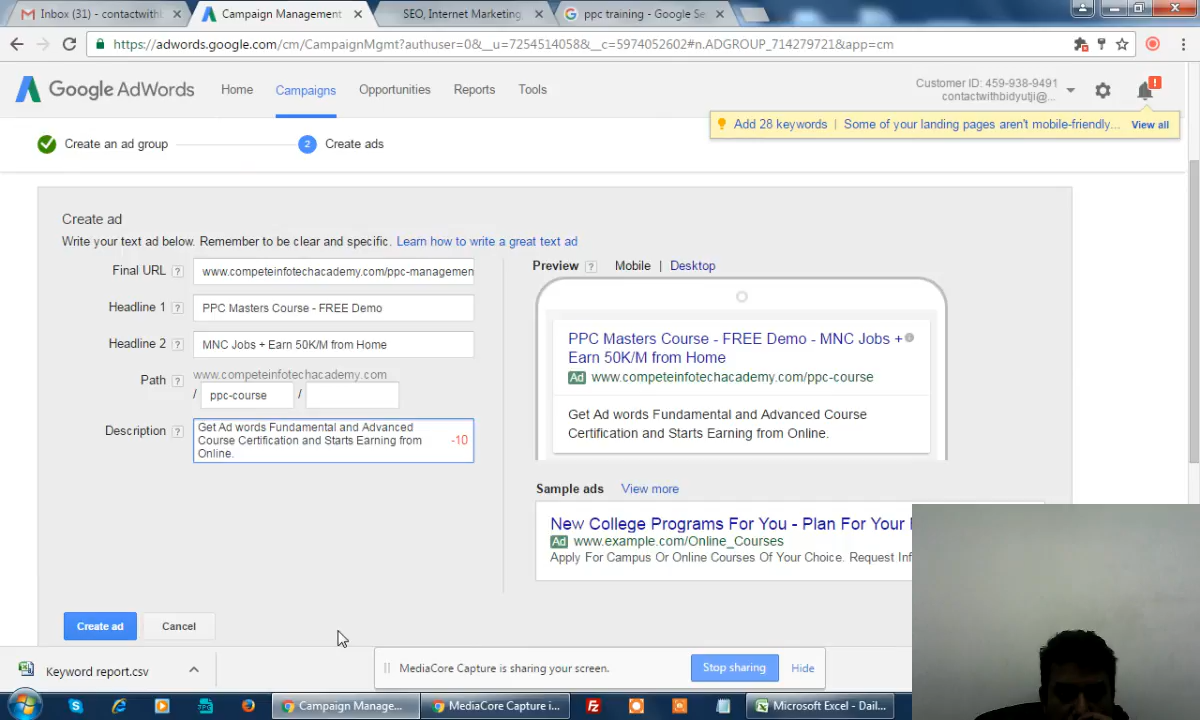 Inbox (31) - contactwithb
Campaign Management
SEO, Internet Marketing,
ppc training - Google Se
https://adwords.google.com/cm/CampaignMgmt?authuser=0&__u=7254514058&__c=5974052602#n.ADGROUP_714279721&app=cm
Google AdWords
Home
Campaigns
Opportunities
Reports
Tools
Customer ID: 459-938-9491
contactwithbidyutji@...
Add 28 keywords | Some of your landing pages aren't mobile-friendly... View all
Create an ad group
2 Create ads
Create ad
Write your text ad below. Remember to be clear and specific. Learn how to write a great text ad
Final URL ? www.competeinfotechacademy.com/ppc-managemen
Headline 1 ? PPC Masters Course - FREE Demo
Headline 2 ? MNC Jobs + Earn 50K/M from Home
Path ? www.competeinfotechacademy.com
/ ppc-course /
Description ? Get Ad words Fundamental and Advanced
Course Certification and Starts Earning from
Online.
-10
Preview ? Mobile | Desktop
PPC Masters Course - FREE Demo - MNC Jobs +
Earn 50K/M from Home
Ad www.competeinfotechacademy.com/ppc-course
Get Ad words Fundamental and Advanced Course
Certification and Starts Earning from Online.
Sample ads View more
New College Programs For You - Plan For Your
Ad www.example.com/Online_Courses
Apply For Campus Or Online Courses Of Your Choice. Request Inf
Create ad
Cancel
Keyword report.csv
MediaCore Capture is sharing your screen.
Stop sharing
Hide
Campaign Manage...
MediaCore Capture i...
Microsoft Excel - Dail...